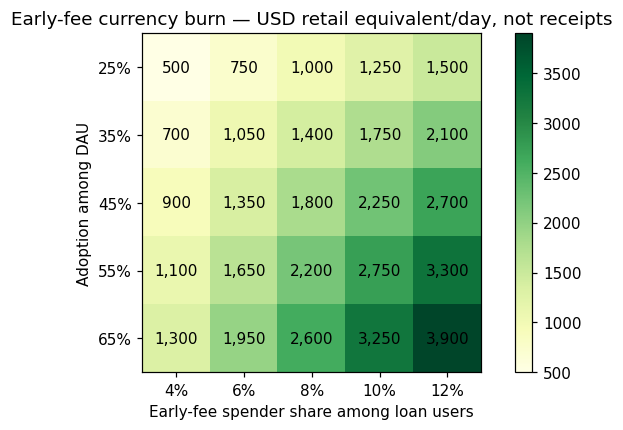 Early-fee currency burn — USD retail equivalent/day, not receipts
Adoption among DAU
25% 500 750 1,000 1,250 1,500
35% 700 1,050 1,400 1,750 2,100
45% 900 1,350 1,800 2,250 2,700
55% 1,100 1,650 2,200 2,750 3,300
65% 1,300 1,950 2,600 3,250 3,900
4% 6% 8% 10% 12%
Early-fee spender share among loan users
3500
3000
2500
2000
1500
1000
500